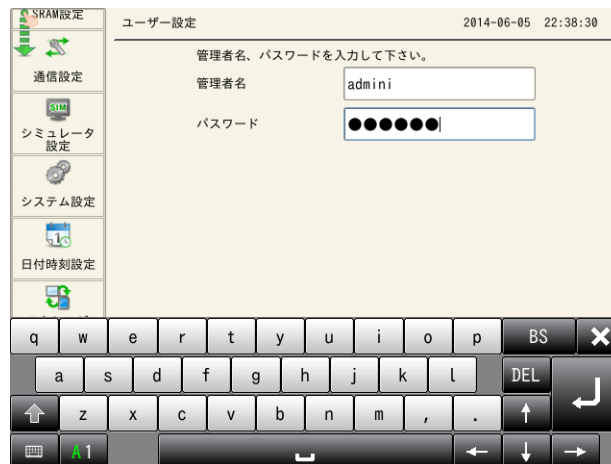 SRAM設定
ユーザー設定
2014-06-05 22:38:30
通信設定
SIM
シミュレータ
設定
システム設定
1
日付時刻設定
管理者名、パスワードを入力して下さい。
管理者名
admini
パスワード
●●●●●●
q w e r t y u i o p BS
a s d f g h j k l DEL
z x c v b n m , .
A1